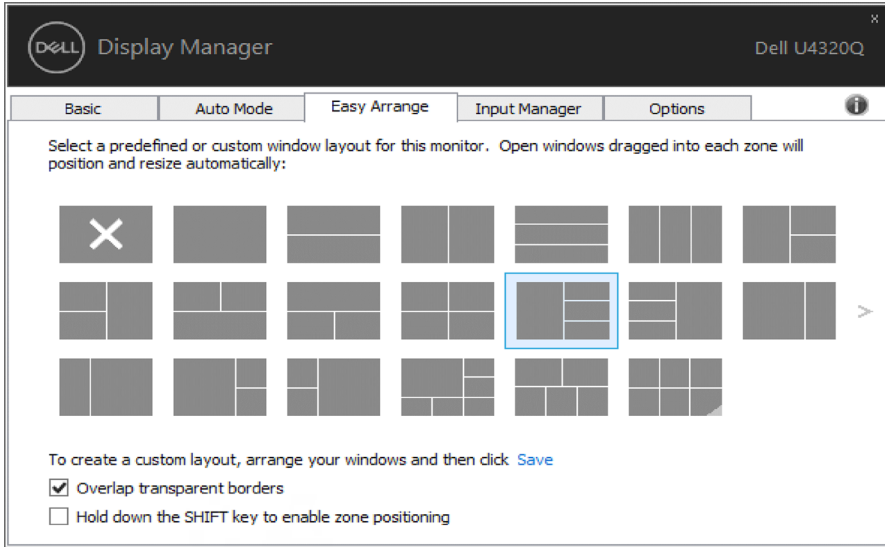 x
DELL Display Manager
Dell U4320Q
Basic Auto Mode Easy Arrange Input Manager Options i
Select a predefined or custom window layout for this monitor. Open windows dragged into each zone will
position and resize automatically:
>
To create a custom layout, arrange your windows and then click Save
Overlap transparent borders
Hold down the SHIFT key to enable zone positioning